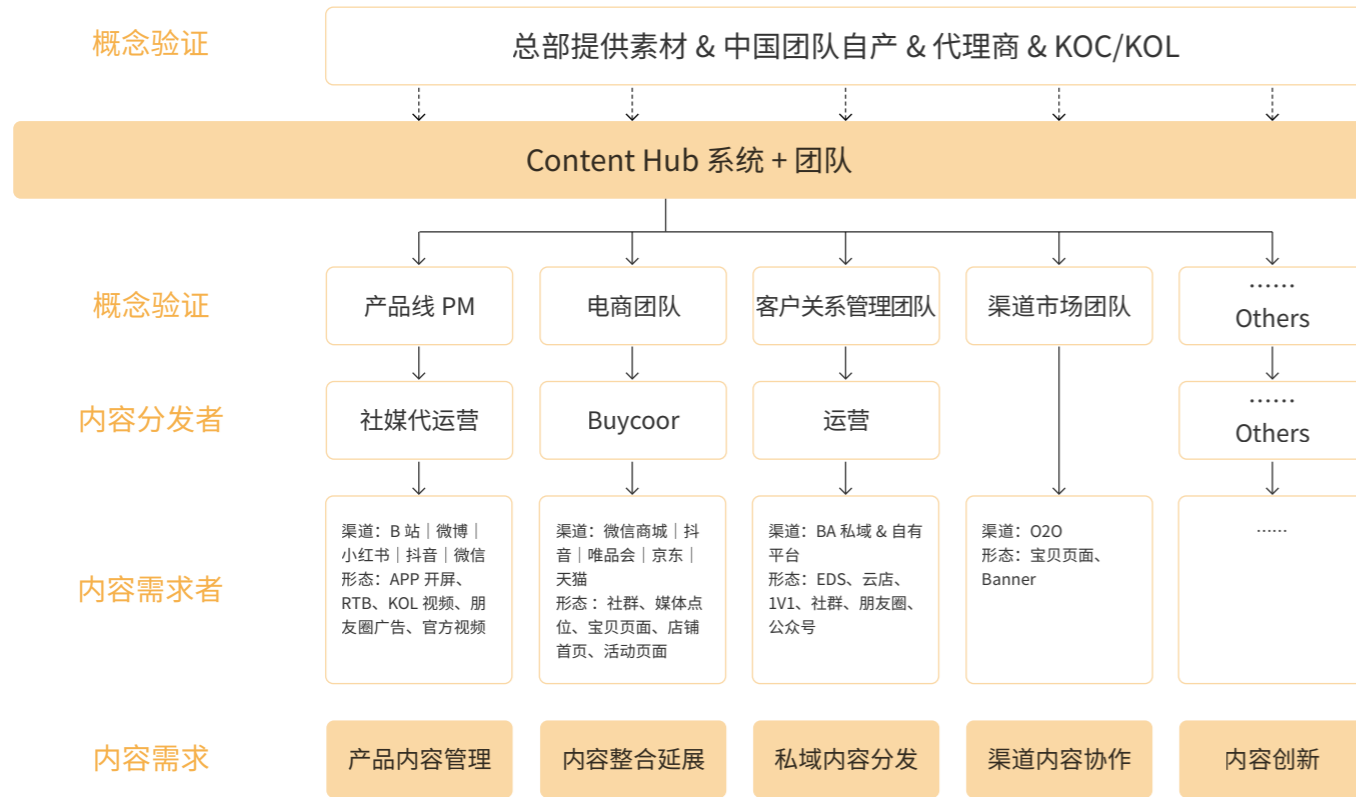 概念验证
总部提供素材 & 中国团队自产 & 代理商 & KOC/KOL
Content Hub 系统 + 团队
概念验证
产品线 PM
电商团队
客户关系管理团队
渠道市场团队
……
Others
内容分发者
社媒代运营
Buycoor
运营
……
Others
内容需求者
渠道：B 站｜微博｜
小红书｜抖音｜微信
形态：APP 开屏、
RTB、KOL 视频、朋
友圈广告、官方视频
渠道：微信商城｜抖
音｜唯品会｜京东｜
天猫
形态 ：社群、媒体点
位、宝贝页面、店铺
首页、活动页面
渠道：BA 私域 & 自有
平台
形态：EDS、云店、
1V1、社群、朋友圈、
公众号
渠道：O2O
形态：宝贝页面、
Banner
……
内容需求
产品内容管理
内容整合延展
私域内容分发
渠道内容协作
内容创新